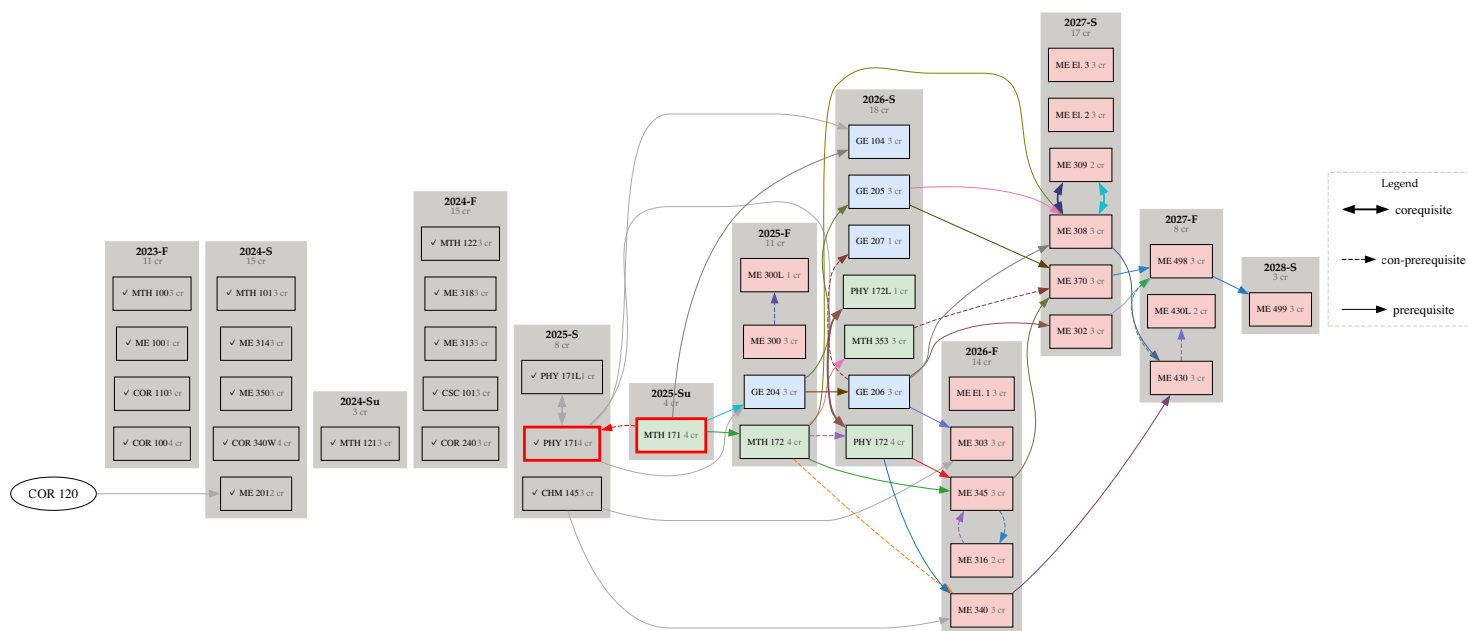 COR 120
2023-F
11 cr
✓ MTH 100 3 cr
✓ ME 100 1 cr
✓ COR 110 3 cr
✓ COR 100 4 cr
2024-S
15 cr
✓ MTH 101 3 cr
✓ ME 314 3 cr
✓ ME 350 3 cr
✓ COR 340W 4 cr
✓ ME 201 2 cr
2024-Su
3 cr
✓ MTH 121 3 cr
2024-F
15 cr
✓ MTH 122 3 cr
✓ ME 318 3 cr
✓ ME 313 3 cr
✓ CSC 101 3 cr
✓ COR 240 3 cr
2025-S
8 cr
✓ PHY 171L 1 cr
✓ PHY 171 4 cr
✓ CHM 145 3 cr
2025-Su
4 cr
MTH 171 4 cr
2025-F
11 cr
ME 300L 1 cr
ME 300 3 cr
GE 204 3 cr
MTH 172 4 cr
2026-S
18 cr
GE 104 3 cr
GE 205 3 cr
GE 207 1 cr
PHY 172L 1 cr
MTH 353 3 cr
GE 206 3 cr
PHY 172 4 cr
2026-F
14 cr
ME El. 1 3 cr
ME 303 3 cr
ME 345 3 cr
ME 316 2 cr
ME 340 3 cr
2027-S
17 cr
ME El. 3 3 cr
ME El. 2 3 cr
ME 309 2 cr
ME 308 3 cr
ME 370 3 cr
ME 302 3 cr
2027-F
8 cr
ME 498 3 cr
ME 430L 2 cr
ME 430 3 cr
2028-S
3 cr
ME 499 3 cr
Legend
corequisite
con-prerequisite
prerequisite